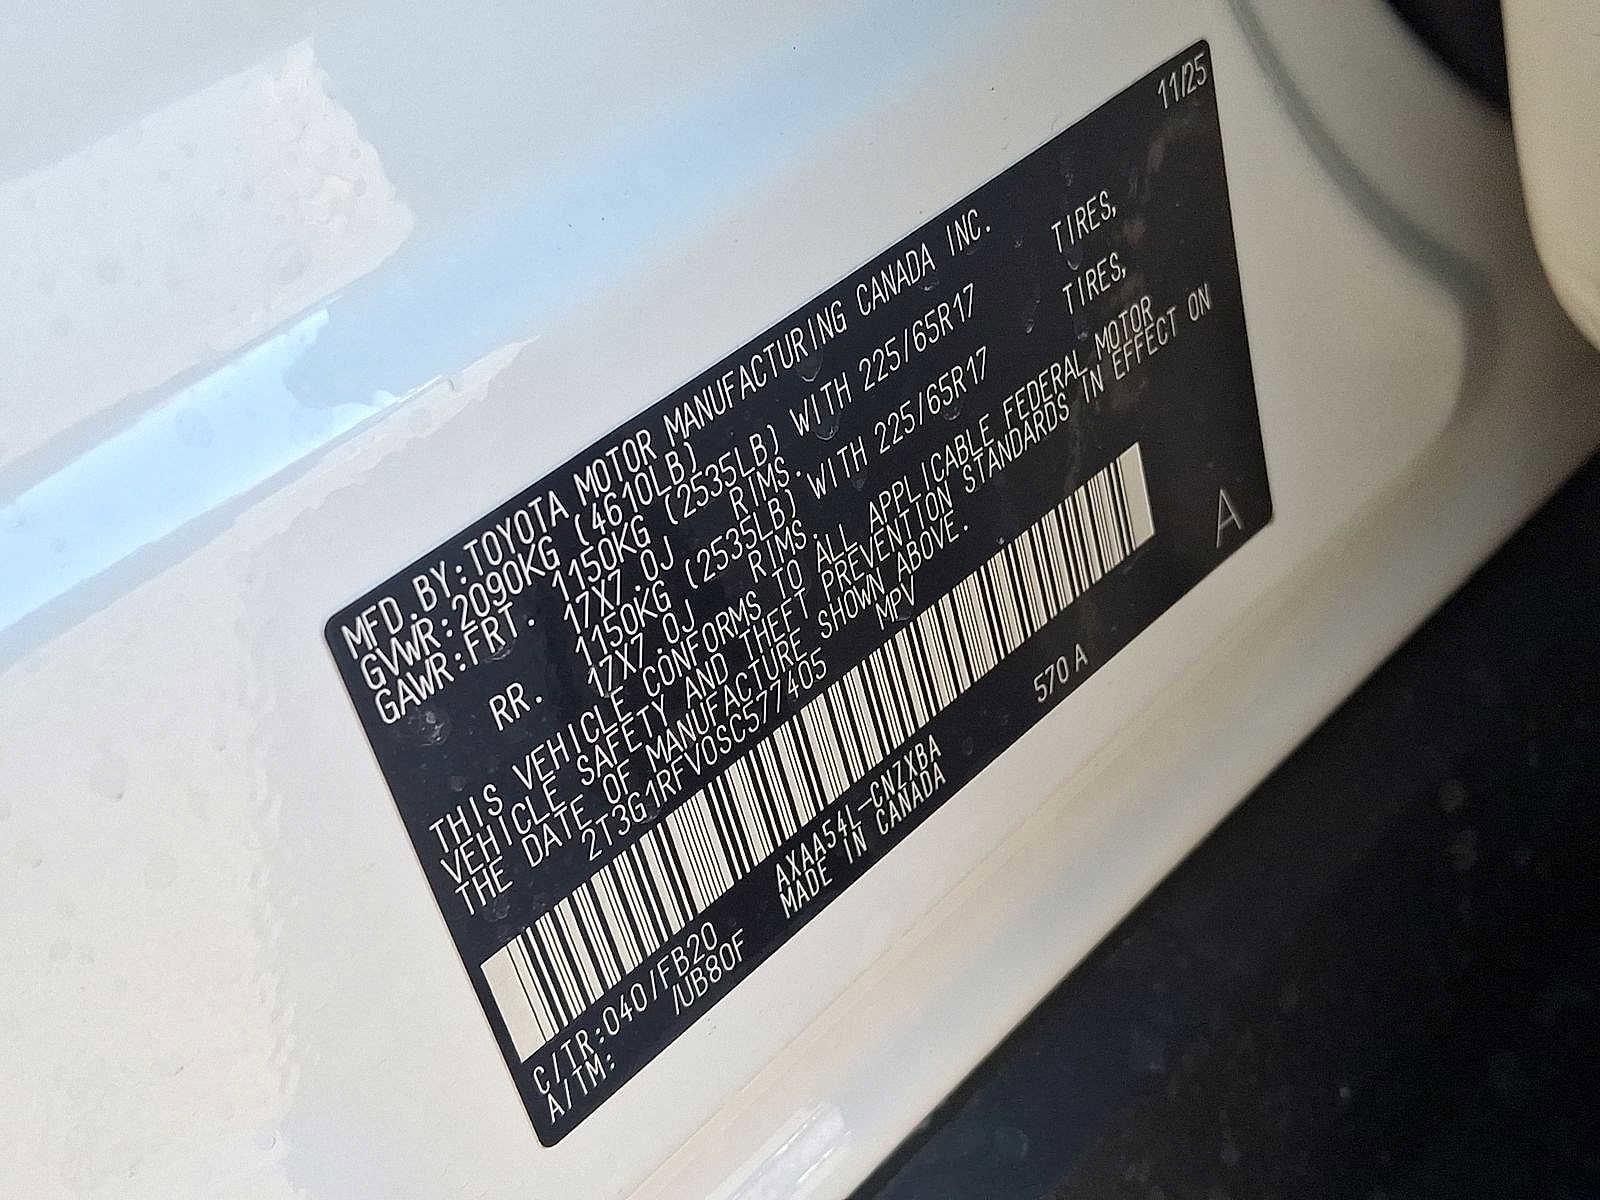 11/25
MFD.BY:TOYOTA MOTOR MANUFACTURING CANADA INC.
GVWR:2090KG (4610LB)
GAWR:FRT. 1150KG (2535LB) WITH 225/65R17 TIRES,
17X7.0J RIMS.
RR. 1150KG (2535LB) WITH 225/65R17 TIRES,
17X7.0J RIMS.
THIS VEHICLE CONFORMS TO ALL APPLICABLE FEDERAL MOTOR
VEHICLE SAFETY AND THEFT PREVENTION STANDARDS IN EFFECT ON
THE DATE OF MANUFACTURE SHOWN ABOVE.
2T3G1RFV0SC577405 MPV
A
C/TR:040/FB20 AXAA54L-CNZXBA 570 A
A/TM: /UB80F MADE IN CANADA